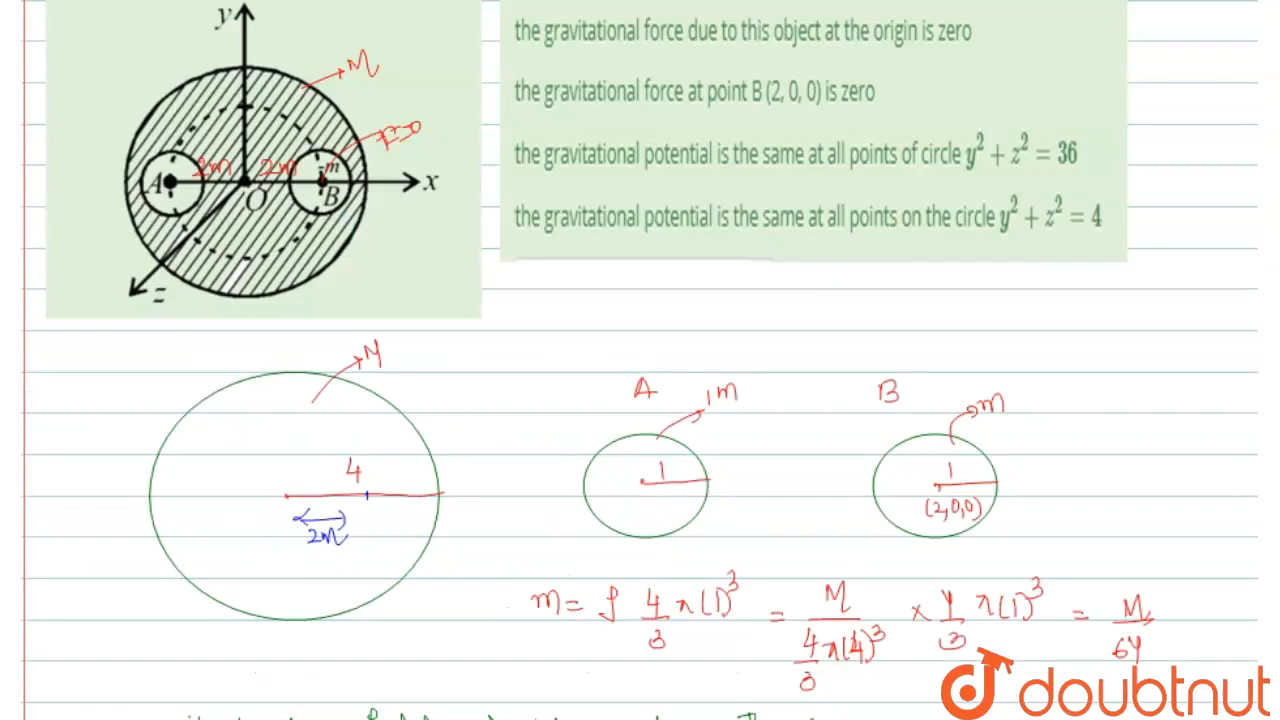 y
M
the gravitational force due to this object at the origin is zero
the gravitational force at point B (2, 0, 0) is zero
F=0
the gravitational potential is the same at all points of circle y² + z² = 36
2m 2m m
A O B x
the gravitational potential is the same at all points on the circle y² + z² = 4
z
M
A 1m B m
4 1 1
(2,0,0)
2m
m = ρ 4/3 π(1)³ = M / 4/3 π(4)³ × 4/3 π(1)³ = M/64
doubtnut